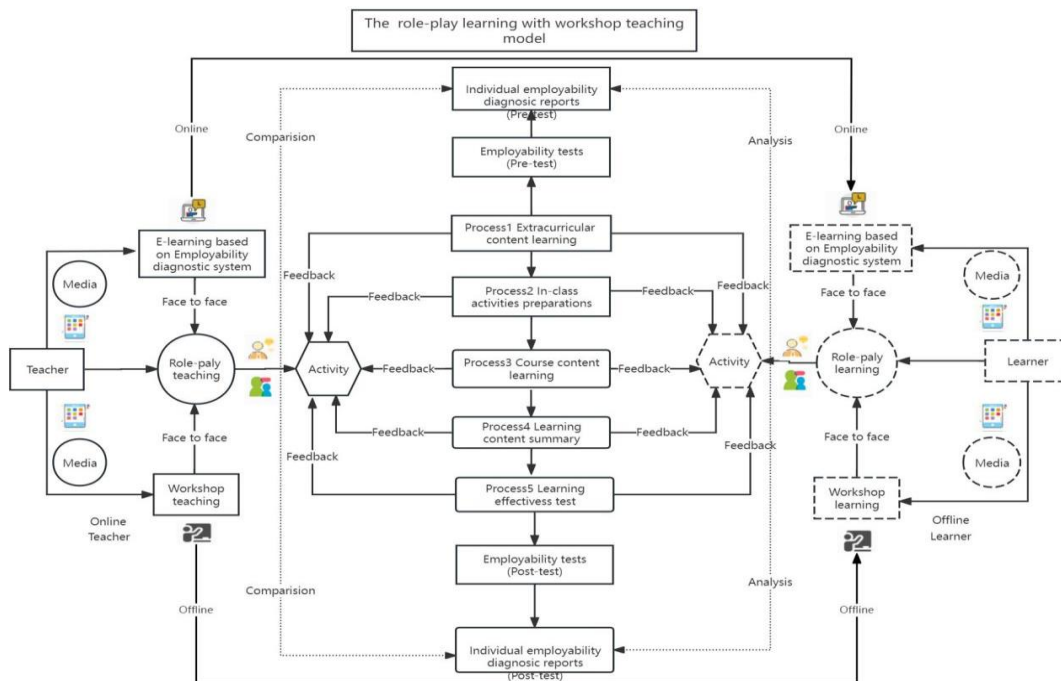 The role-play learning with workshop teaching
model
Individual employability
diagnosic reports
(Pre-test)
Online
Comparision
Analysis
Online
Employability tests
(Pre-test)
Process1 Extracurricular
content learning
E-learning based
on Employability
diagnostic system
E-learning based
on Employability
diagnostic system
Feedback
Feedback
Media
Media
Face to face
Feedback
Process2 In-class
activities preparations
Feedback
Face to face
Teacher
Role-paly
teaching
Activity
Feedback
Process3 Course content
learning
Feedback
Activity
Role-paly
learning
Learner
Face to face
Feedback
Process4 Learning
content summary
Feedback
Face to face
Media
Feedback
Feedback
Media
Workshop
teaching
Process5 Learning
effectivess test
Workshop
learning
Online
Teacher
Offline
Learner
Employability tests
(Post-test)
Comparision
Analysis
Offline
Offline
Individual employability
diagnosic reports
(Post-test)